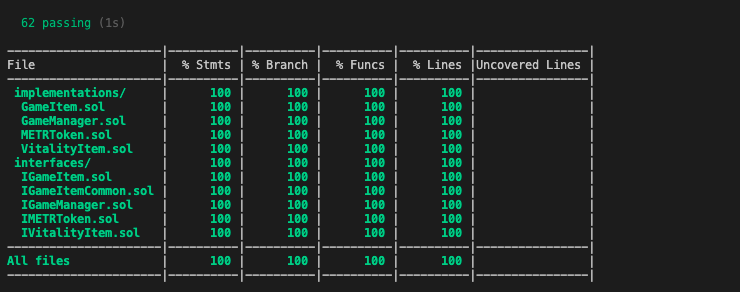 62 passing (1s)
File | % Stmts | % Branch | % Funcs | % Lines |Uncovered Lines |
implementations/ | 100 | 100 | 100 | 100 | |
GameItem.sol | 100 | 100 | 100 | 100 | |
GameManager.sol | 100 | 100 | 100 | 100 | |
METRToken.sol | 100 | 100 | 100 | 100 | |
VitalityItem.sol | 100 | 100 | 100 | 100 | |
interfaces/ | 100 | 100 | 100 | 100 | |
IGameItem.sol | 100 | 100 | 100 | 100 | |
IGameItemCommon.sol | 100 | 100 | 100 | 100 | |
IGameManager.sol | 100 | 100 | 100 | 100 | |
IMETRToken.sol | 100 | 100 | 100 | 100 | |
IVitalityItem.sol | 100 | 100 | 100 | 100 | |
All files | 100 | 100 | 100 | 100 | |